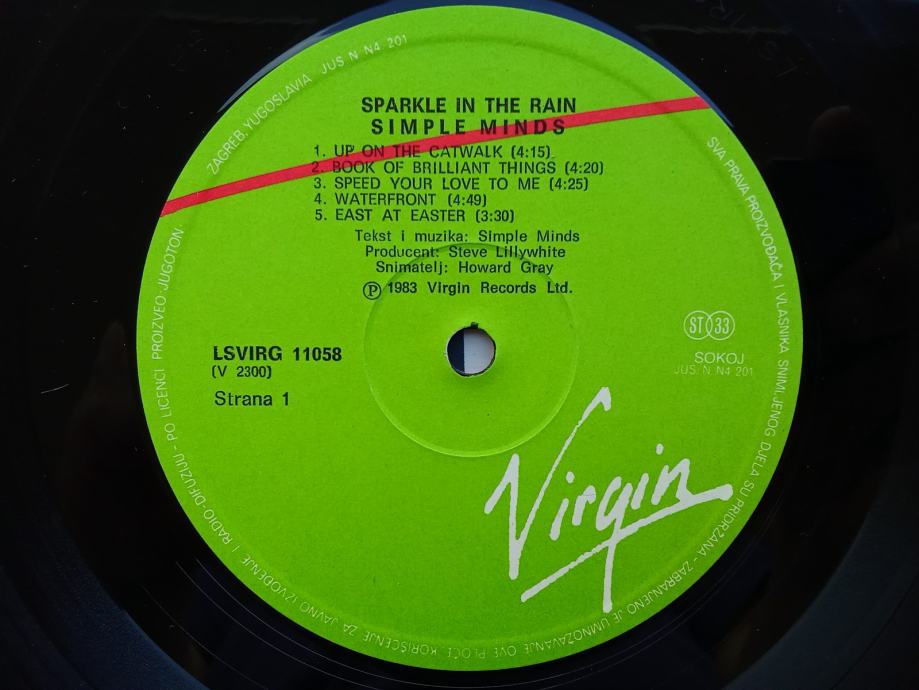 SPARKLE IN THE RAIN
SIMPLE MINDS
1. UP ON THE CATWALK (4:15)
2. BOOK OF BRILLIANT THINGS (4:20)
3. SPEED YOUR LOVE TO ME (4:25)
4. WATERFRONT (4:49)
5. EAST AT EASTER (3:30)
Tekst i muzika: Simple Minds
Producent: Steve Lillywhite
Snimatelj: Howard Gray
Ⓟ 1983 Virgin Records Ltd.
LSVIRG 11058
(V 2300)
Strana 1
ST 33
SOKOJ
JUS. N. N4 201
Virgin
SVA PRAVA PROIZVOĐAČA I VLASNIKA SNIMLJENOG DJELA SU PRIDRŽANA - ZABRANJENO JE UMNOŽAVANJE OVE PLOČE, KORIŠĆENJE ZA JAVNO IZVOĐENJE I RADIO-DIFUZIJU - PO LICENCI PROIZVEO JUGOTON ZAGREB, YUGOSLAVIA JUS N N4 201